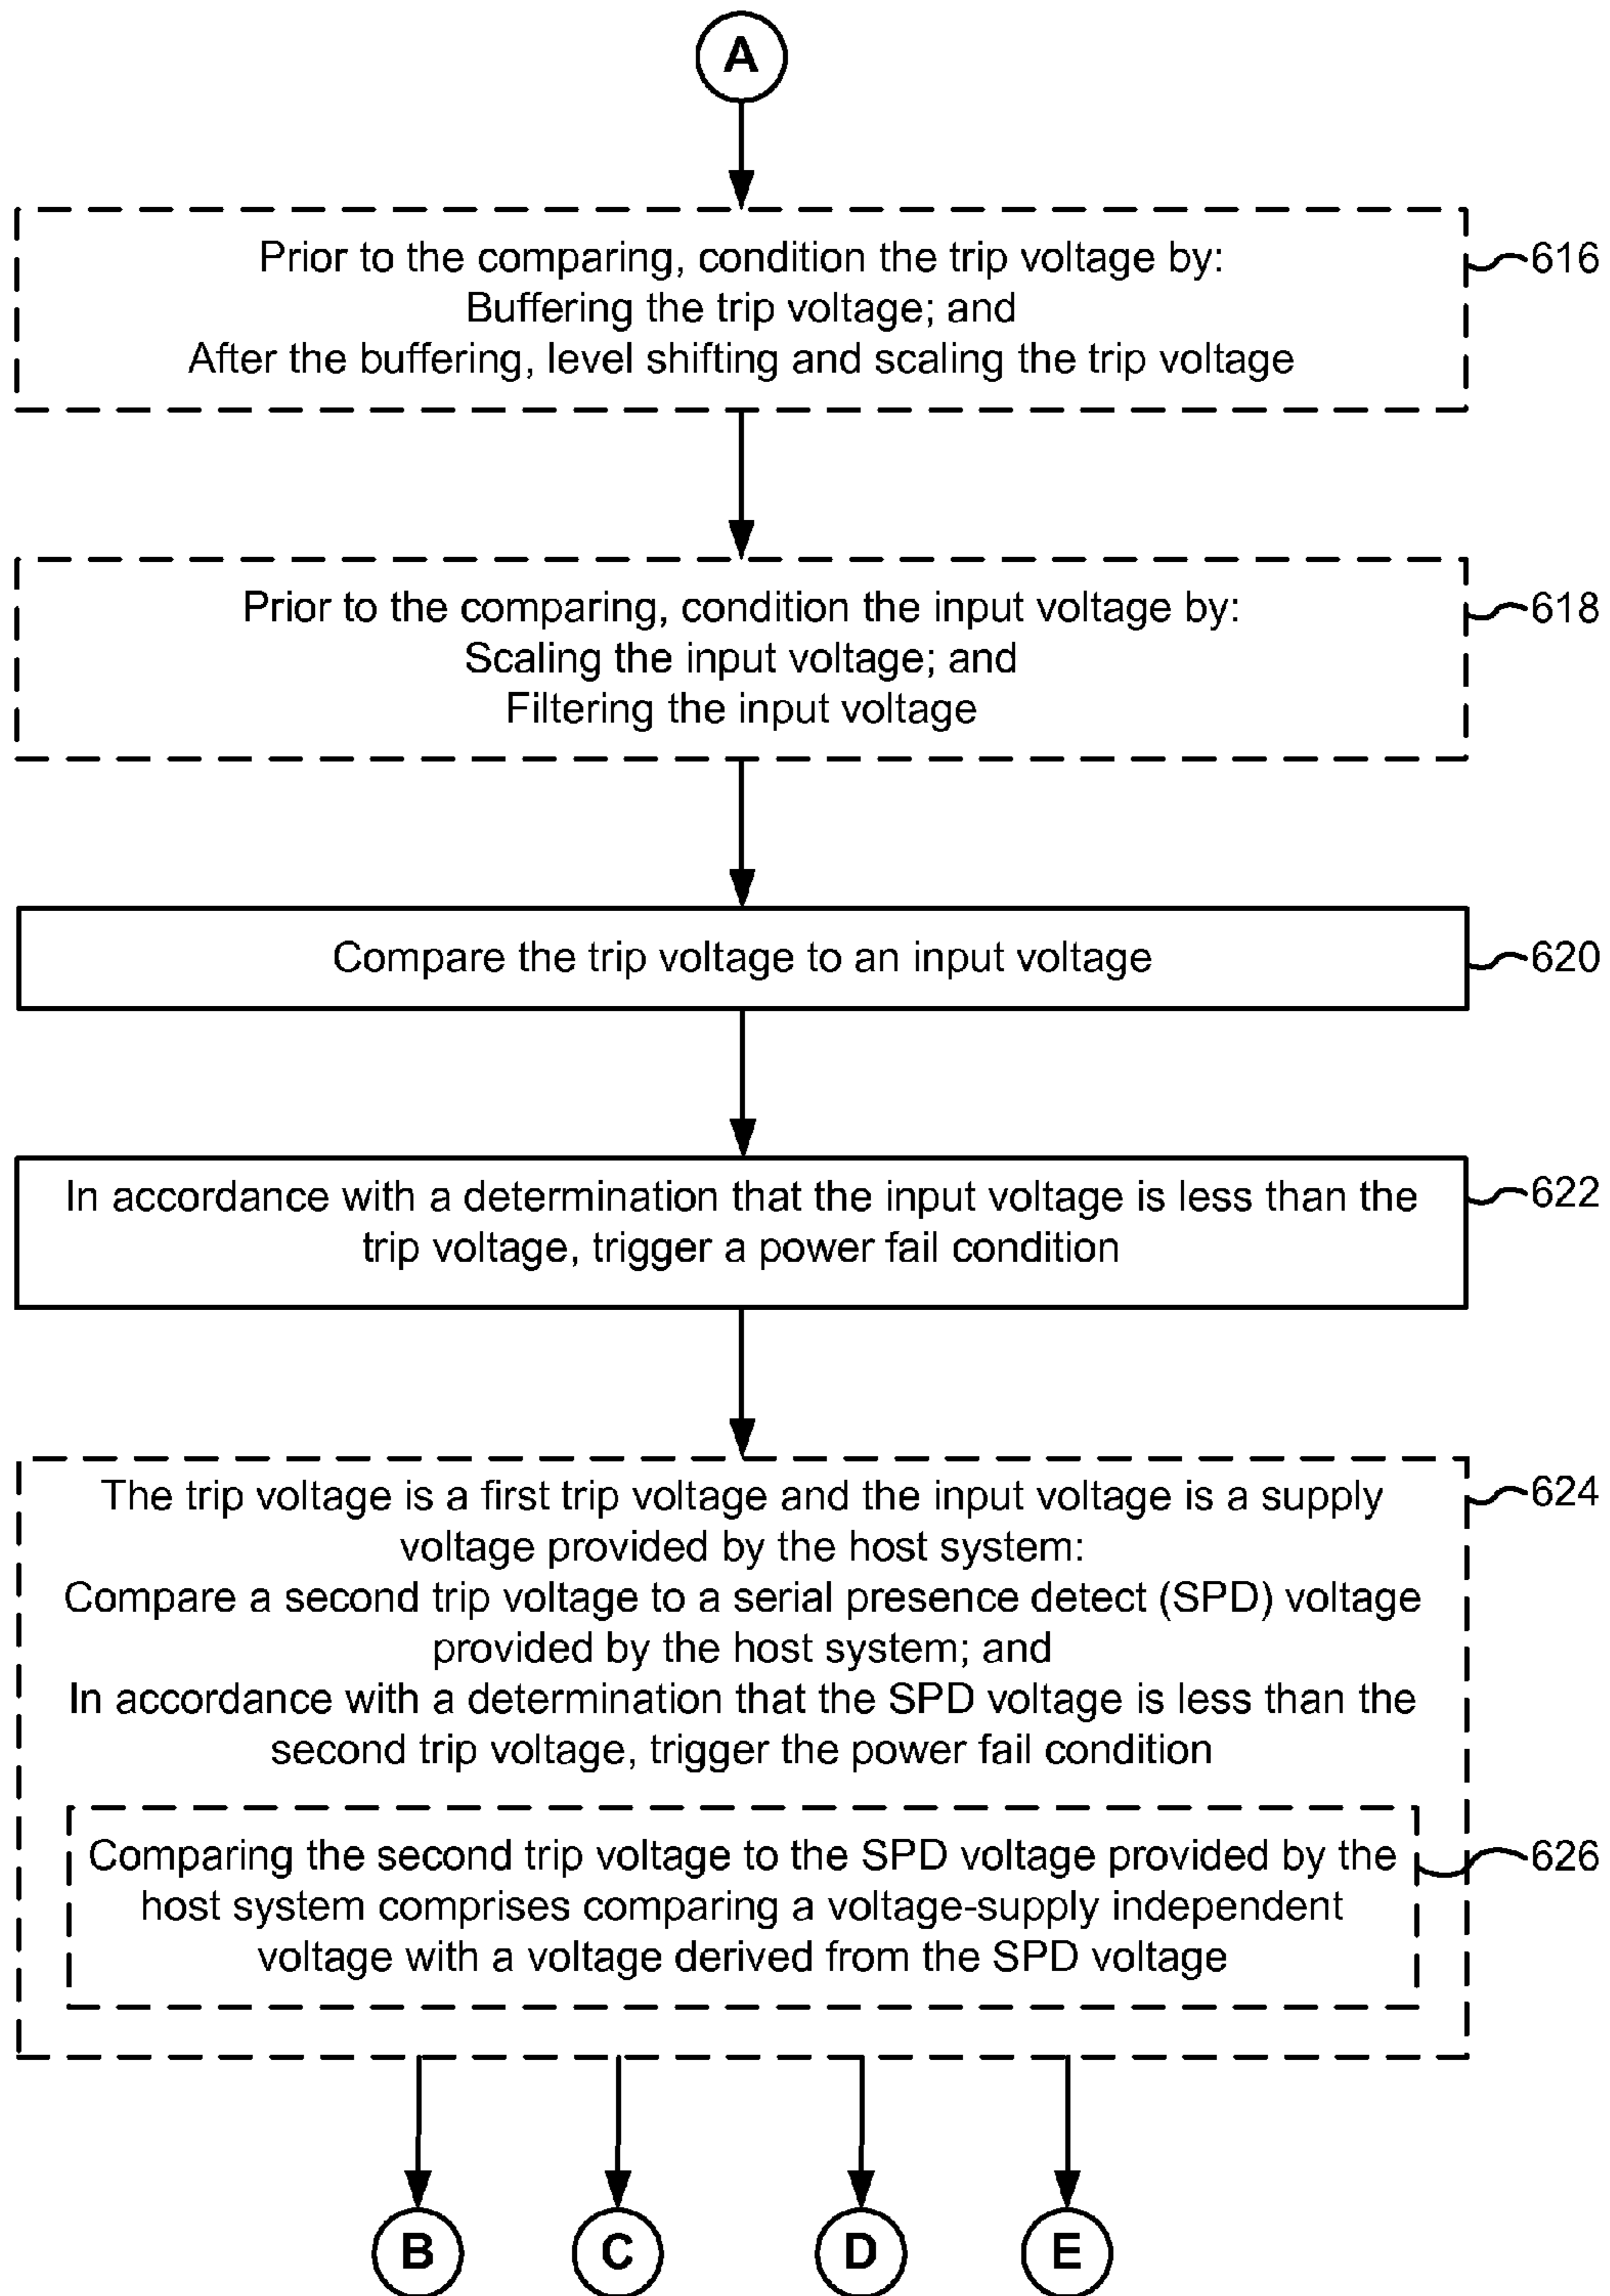 A
Prior to the comparing, condition the trip voltage by:
Buffering the trip voltage; and
After the buffering, level shifting and scaling the trip voltage
616
Prior to the comparing, condition the input voltage by:
Scaling the input voltage; and
Filtering the input voltage
618
Compare the trip voltage to an input voltage
620
In accordance with a determination that the input voltage is less than the
trip voltage, trigger a power fail condition
622
The trip voltage is a first trip voltage and the input voltage is a supply
voltage provided by the host system:
Compare a second trip voltage to a serial presence detect (SPD) voltage
provided by the host system; and
In accordance with a determination that the SPD voltage is less than the
second trip voltage, trigger the power fail condition
624
Comparing the second trip voltage to the SPD voltage provided by the
host system comprises comparing a voltage-supply independent
voltage with a voltage derived from the SPD voltage
626
B
C
D
E